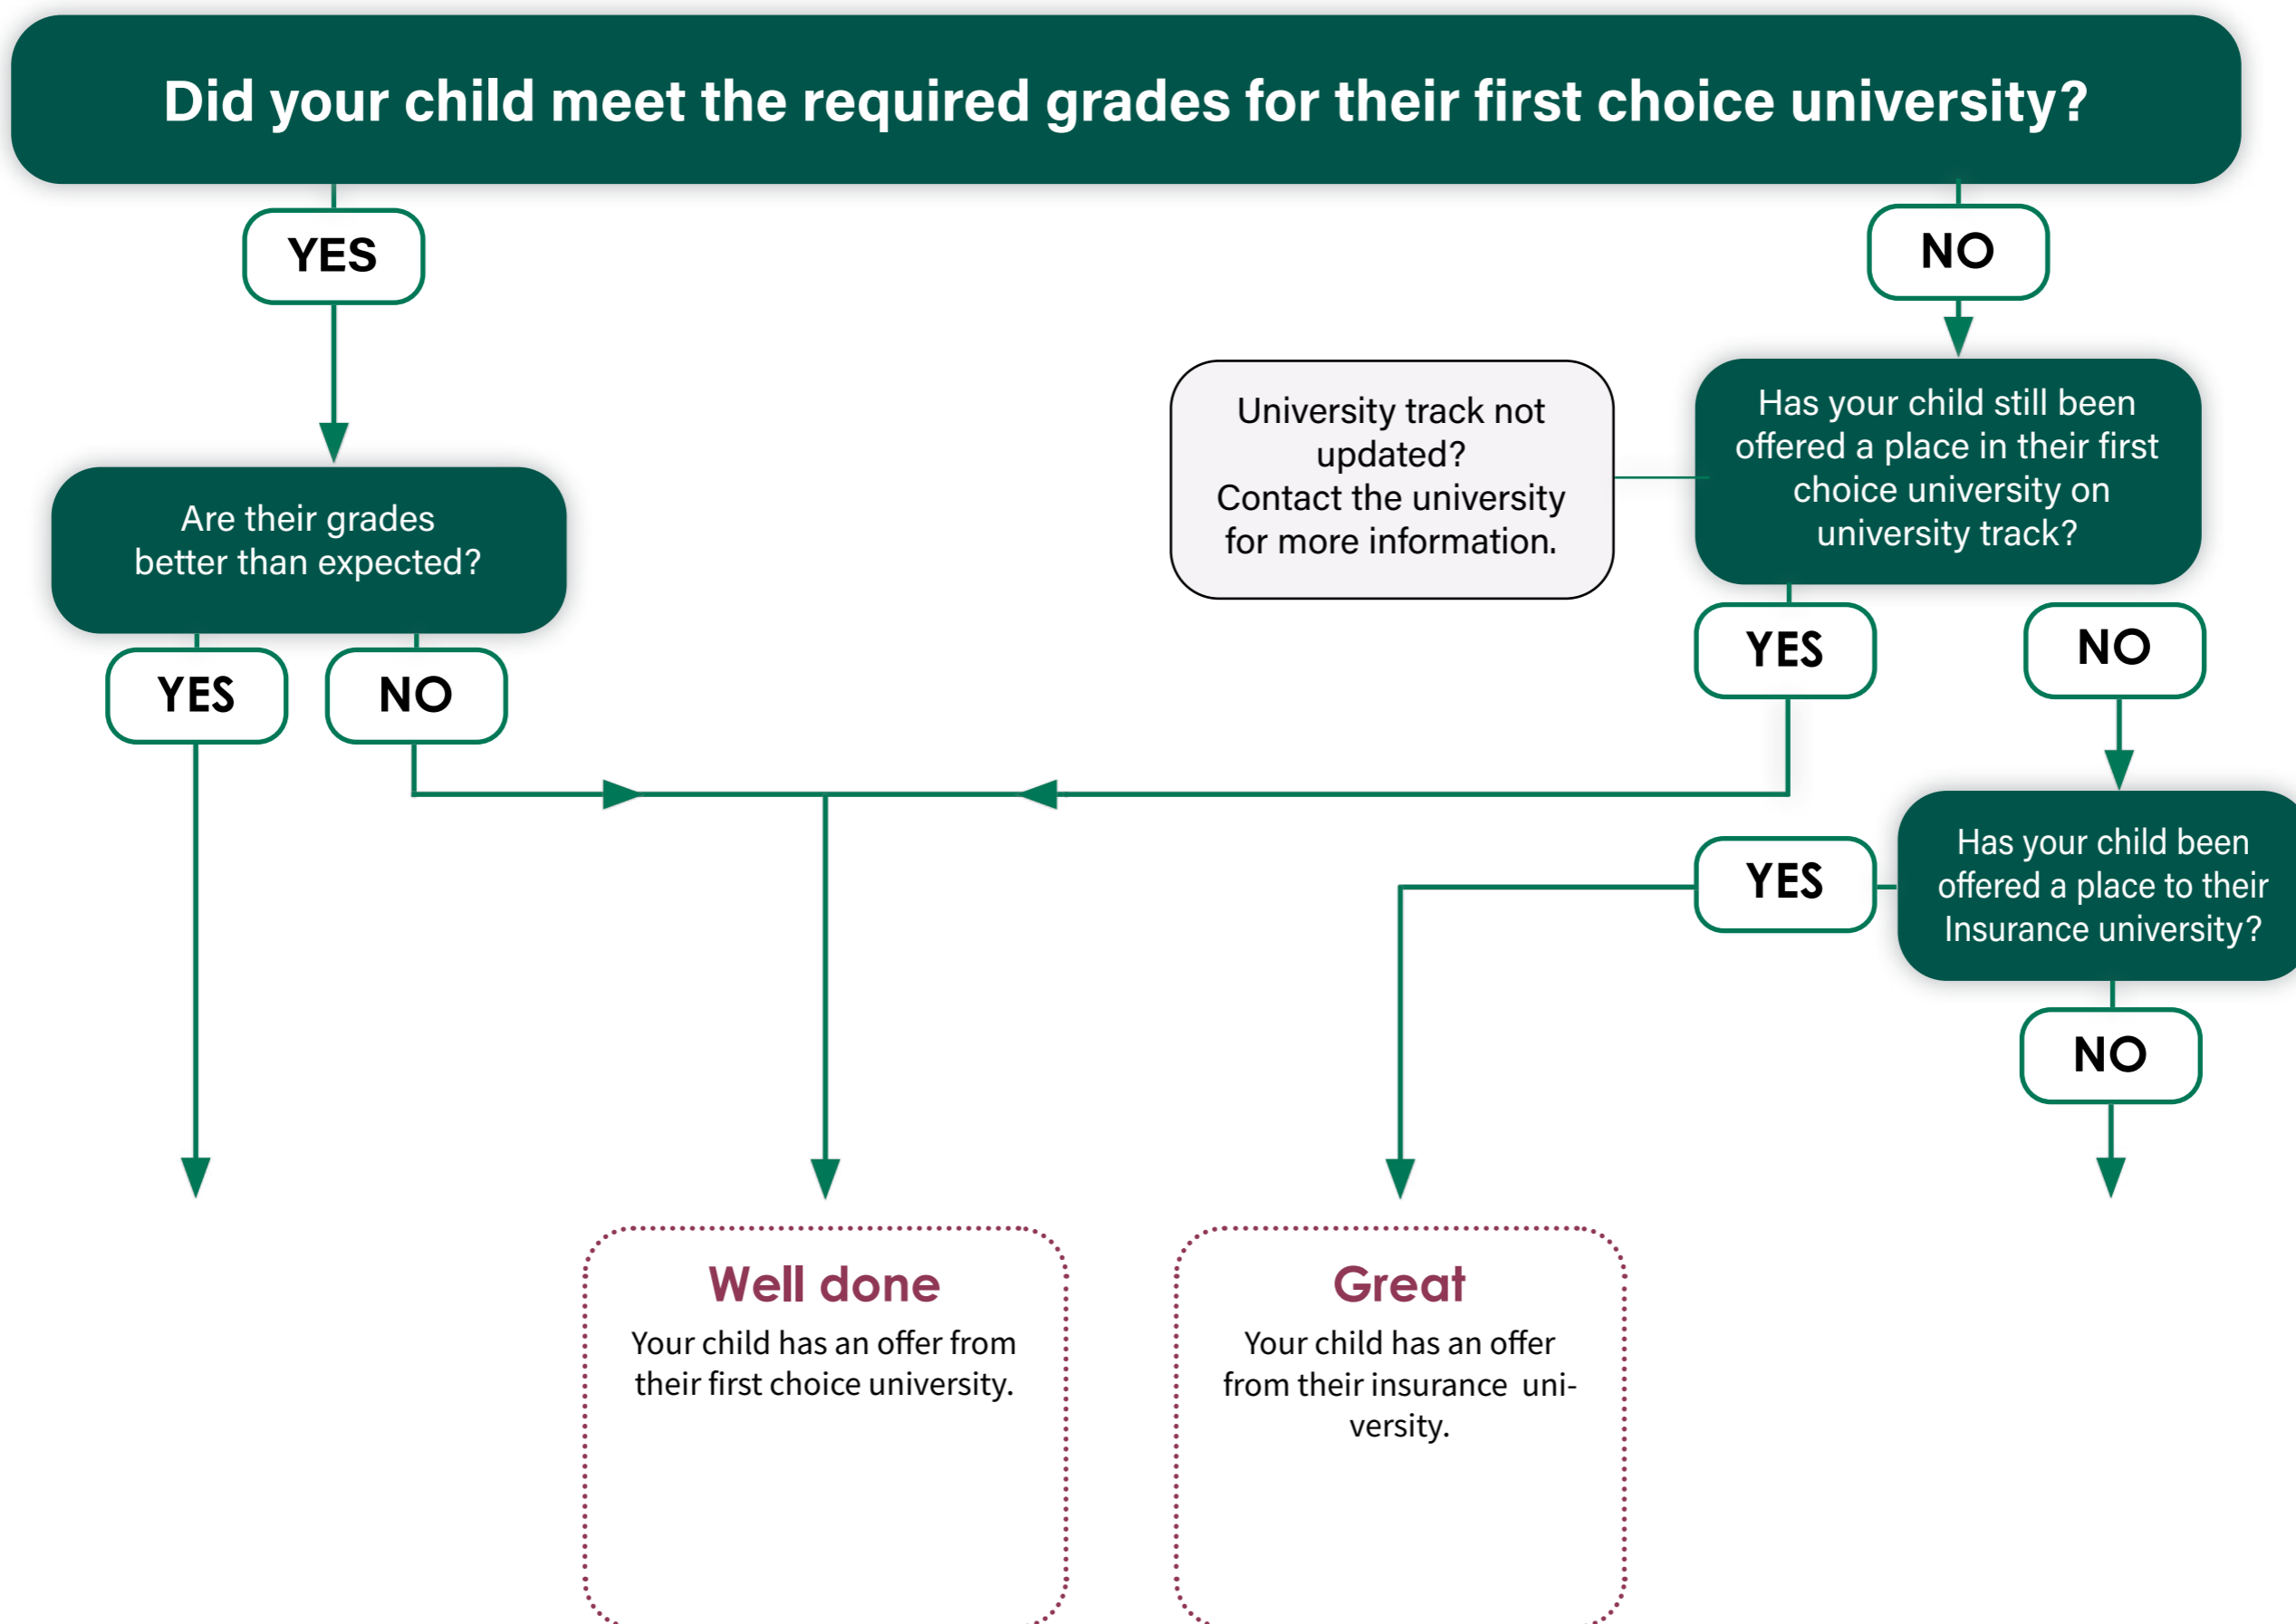 Did your child meet the required grades for their first choice university?
YES
NO
University track not
updated?
Contact the university
for more information.
Has your child still been
offered a place in their first
choice university on
university track?
Are their grades
better than expected?
YES
NO
YES
NO
YES
Has your child been
offered a place to their
Insurance university?
NO
Well done
Your child has an offer from
their first choice university.
Great
Your child has an offer
from their insurance  uni-
versity.